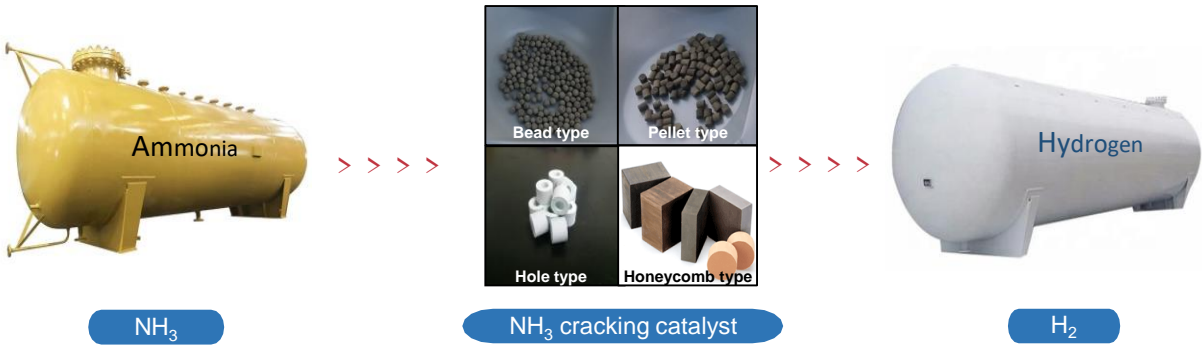 Ammonia
Bead type
Pellet type
Hole type
Honeycomb type
Hydrogen
NH₃
NH₃ cracking catalyst
H₂